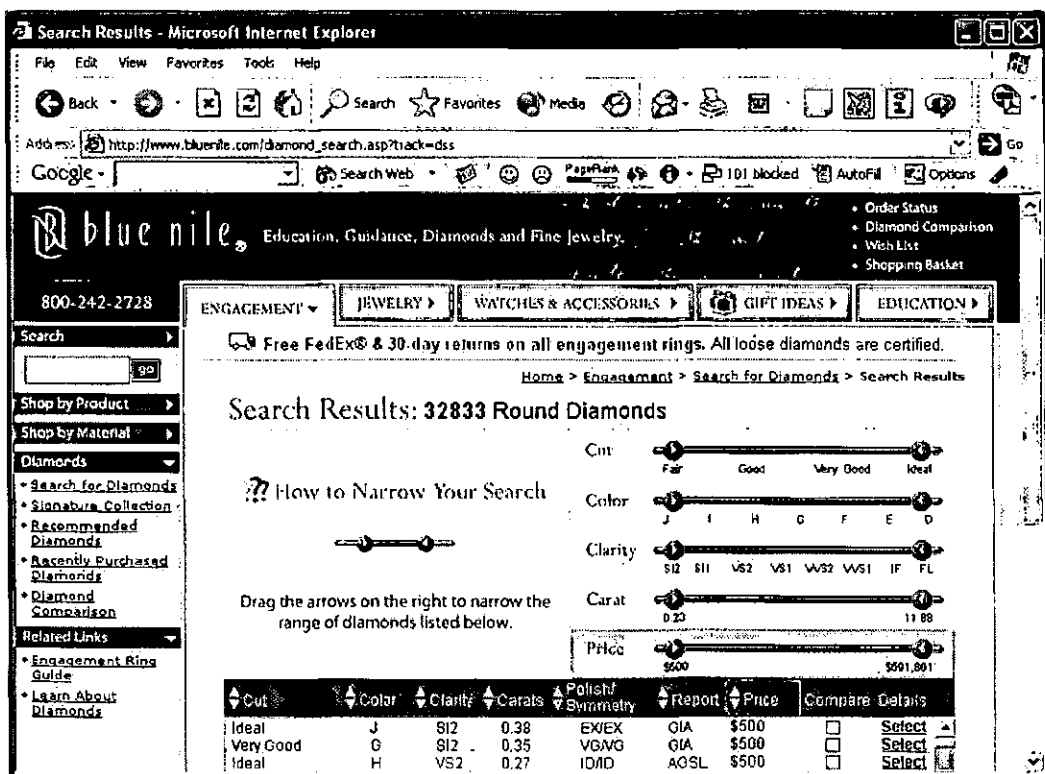 Search Results - Microsoft Internet Explorer
File Edit View Favorites Tools Help
Back Search Favorites Media
Address http://www.bluenile.com/diamond_search.asp?track=dss Go
Google Search Web PageRank 101 blocked AutoFill Options
blue nile® Education, Guidance, Diamonds and Fine Jewelry.
Order Status
Diamond Comparison
Wish List
Shopping Basket
800-242-2728
ENGAGEMENT JEWELRY WATCHES & ACCESSORIES GIFT IDEAS EDUCATION
Search
go
Shop by Product
Shop by Material
Diamonds
Search for Diamonds
Signature Collection
Recommended
Diamonds
Recently Purchased
Diamonds
Diamond
Comparison
Related Links
Engagement Ring
Guide
Learn About
Diamonds
Free FedEx® & 30-day returns on all engagement rings. All loose diamonds are certified.
Home > Engagement > Search for Diamonds > Search Results
Search Results: 32833 Round Diamonds
?? How to Narrow Your Search
Drag the arrows on the right to narrow the
range of diamonds listed below.
Cut
Fair Good Very Good Ideal
Color
J I H G F E D
Clarity
SI2 SI1 VS2 VS1 VVS2 VVS1 IF FL
Carat
0.23 11.88
Price
$500
Cut Color Clarity Carats Polish/ Symmetry Report Price Compare Details
Ideal J SI2 0.38 EX/EX GIA $500 Select
Very Good G SI2 0.35 VG/VG GIA $500 Select
Ideal H VS2 0.27 ID/ID AGSL $500 Select